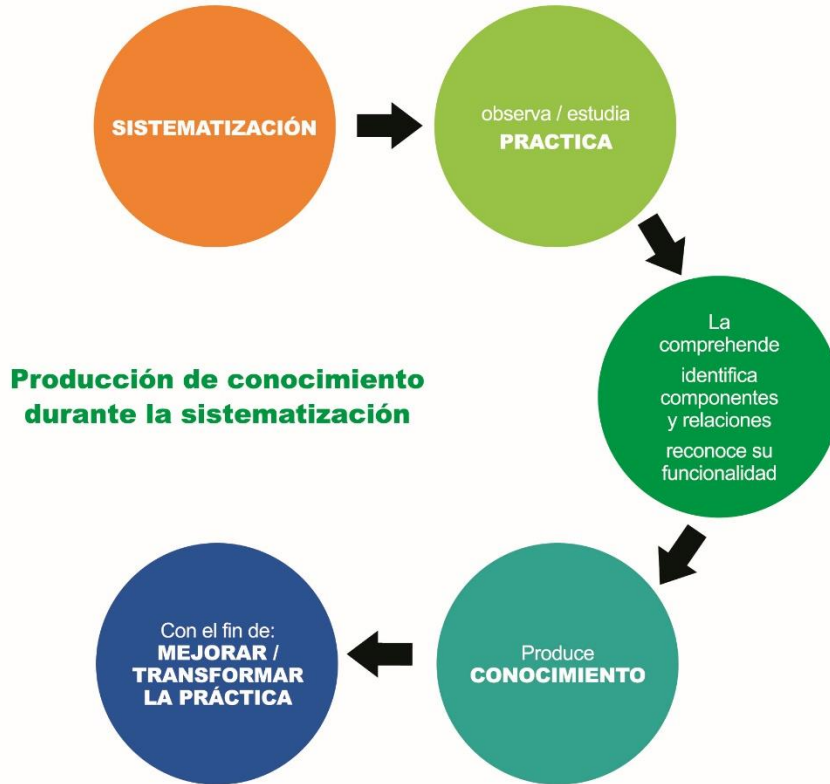 SISTEMATIZACIÓN
observa / estudia
PRACTICA
La
comprehende
identifica
componentes
y relaciones
reconoce su
funcionalidad
Producción de conocimiento
durante la sistematización
Produce
CONOCIMIENTO
Con el fin de:
MEJORAR /
TRANSFORMAR
LA PRÁCTICA